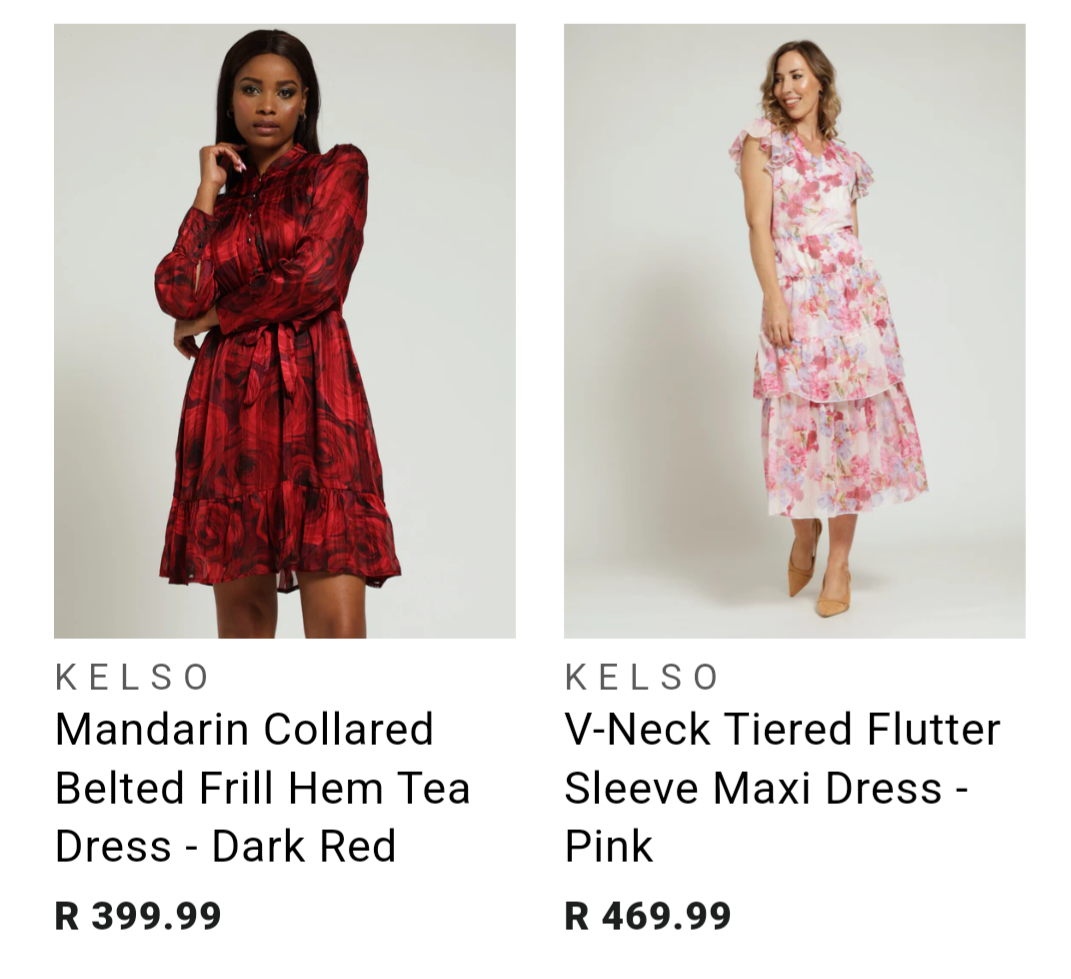 KELSO
Mandarin Collared
Belted Frill Hem Tea
Dress - Dark Red
R 399.99
KELSO
V-Neck Tiered Flutter
Sleeve Maxi Dress -
Pink
R 469.99